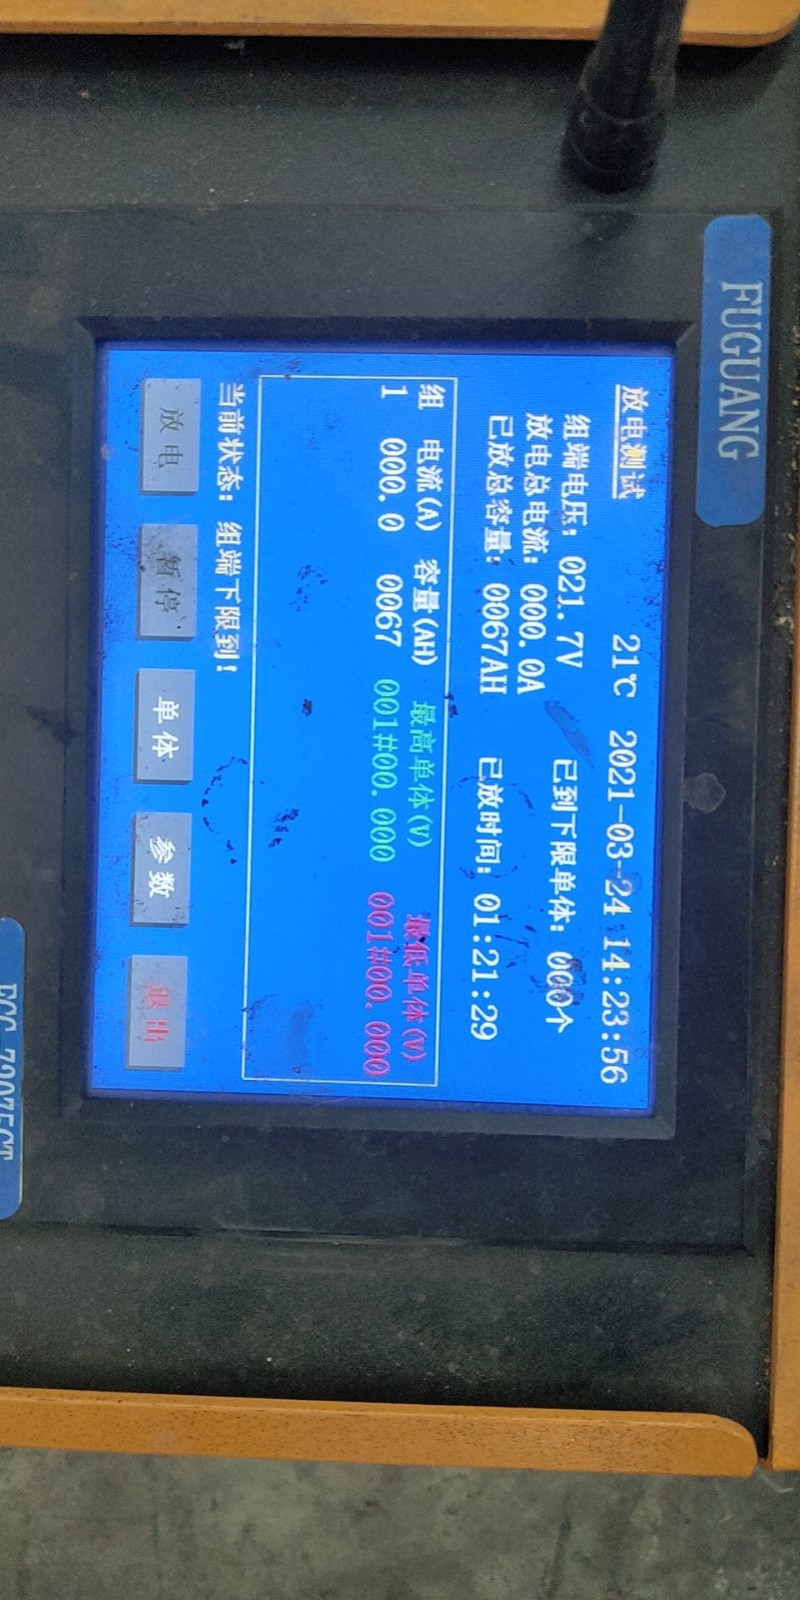 FUGUANG
放电测试 21℃ 2021-03-24 14:23:56
组端电压: 021.7V 已到下限单体: 000个
放电总电流: 000.0A
已放总容量: 0067AH 已放时间: 01:21:29
组 电流(A) 容量(AH) 最高单体(V) 最低单体(V)
1 000.0 0067 001#00.000 001#00.000
当前状态: 组端下限到!
放电 暂停 单体 参数 退出